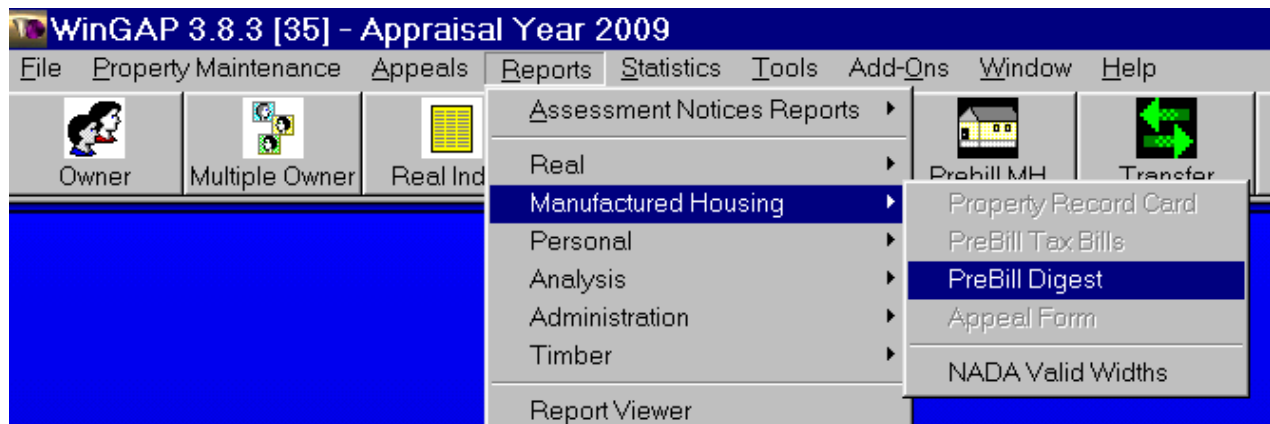 WinGAP 3.8.3 [35] - Appraisal Year 2009
File Property Maintenance Appeals Reports Statistics Tools Add-Ons Window Help
Owner Multiple Owner Real Ind Prebill MH Transfer
Assessment Notices Reports
Real
Manufactured Housing
Personal
Analysis
Administration
Timber
Report Viewer
Property Record Card
PreBill Tax Bills
PreBill Digest
Appeal Form
NADA Valid Widths